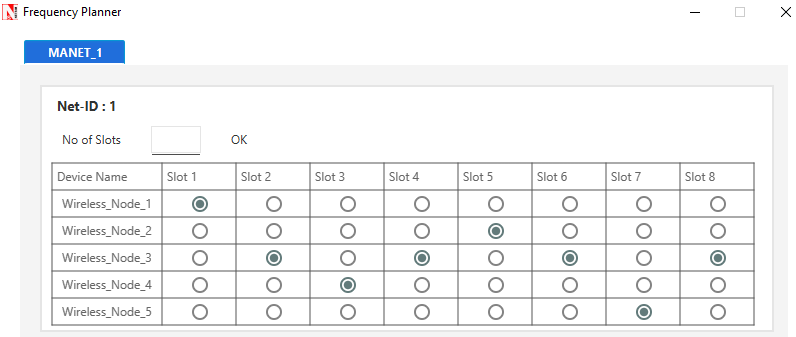 Frequency Planner
MANET_1
Net-ID : 1
No of Slots OK
Device Name Slot 1 Slot 2 Slot 3 Slot 4 Slot 5 Slot 6 Slot 7 Slot 8
Wireless_Node_1
Wireless_Node_2
Wireless_Node_3
Wireless_Node_4
Wireless_Node_5